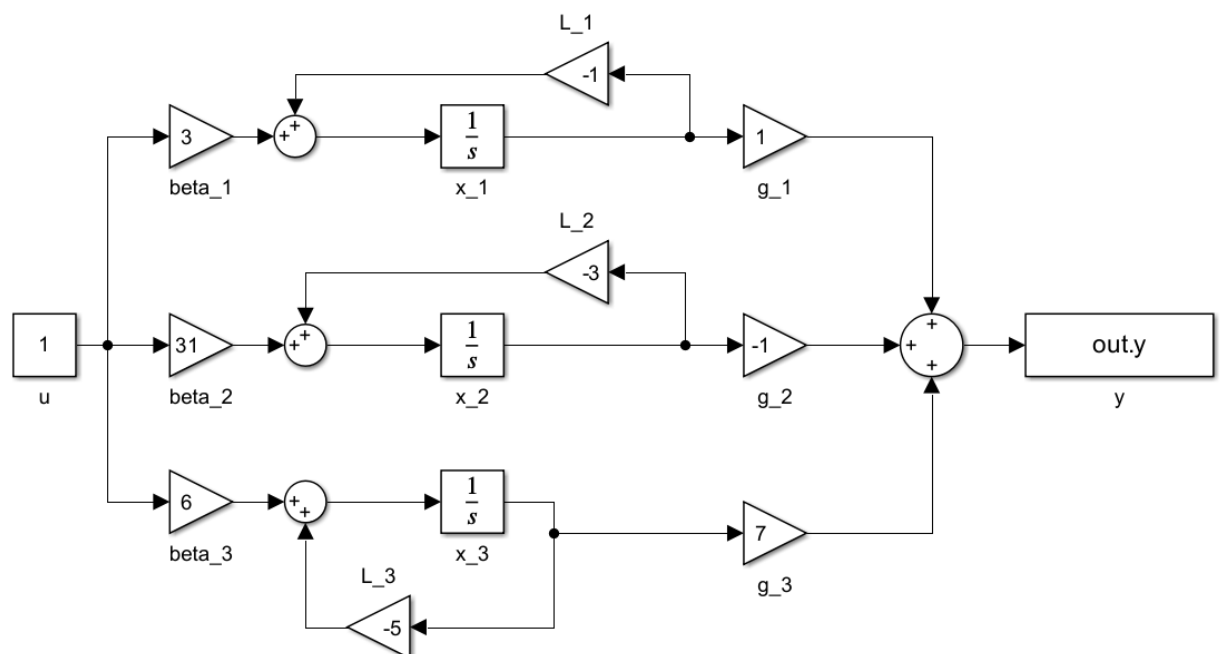 L_1
-1
3
+
+
1
s
1
beta_1
x_1
g_1
L_2
-3
1
31
+
+
1
s
-1
+
+
+
out.y
u
beta_2
x_2
g_2
y
6
+
+
1
s
7
beta_3
x_3
g_3
L_3
-5